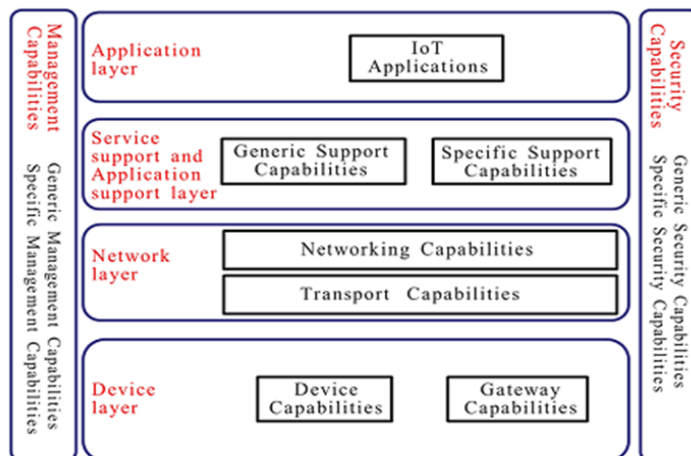 Management
Capabilities
Generic Management Capabilities
Specific Management Capabilities
Application
layer
IoT
Applications
Service
support and
Application
support layer
Generic Support
Capabilities
Specific Support
Capabilities
Network
layer
Networking Capabilities
Transport Capabilities
Device
layer
Device
Capabilities
Gateway
Capabilities
Security
Capabilities
Generic Security Capabilities
Specific Security Capabilities